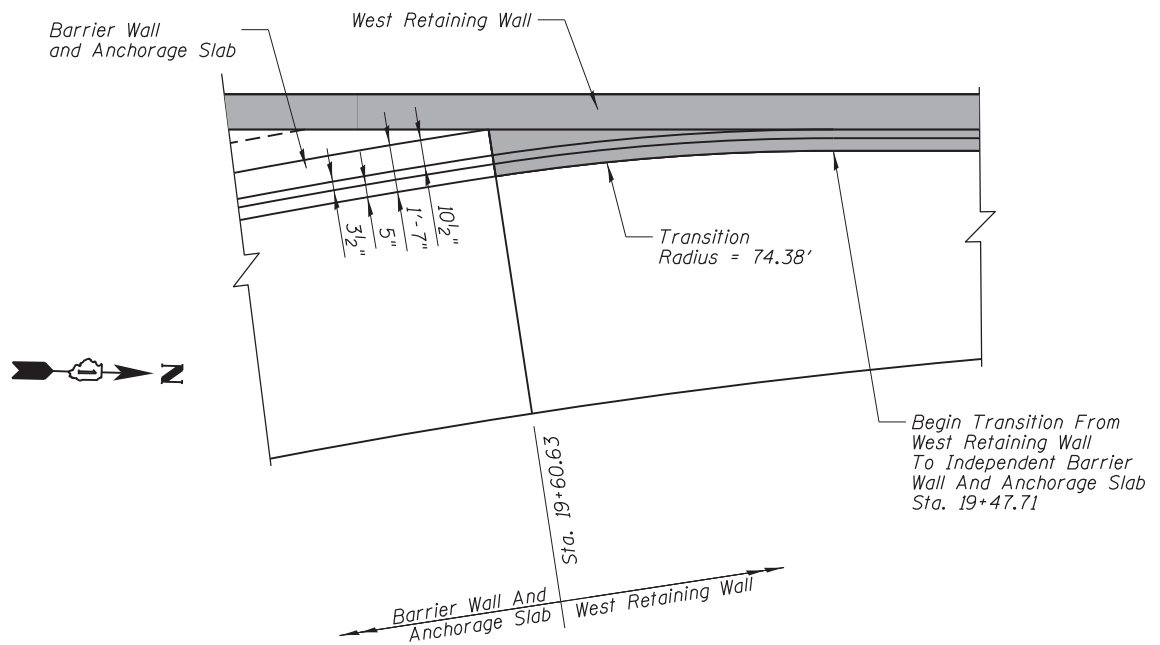 West Retaining Wall
Barrier Wall
and Anchorage Slab
3½"
5"
1'-7"
10½"
Transition
Radius = 74.38'
N
Begin Transition From
West Retaining Wall
To Independent Barrier
Wall And Anchorage Slab
Sta. 19+47.71
Sta. 19+60.63
Barrier Wall And
Anchorage Slab
West Retaining Wall